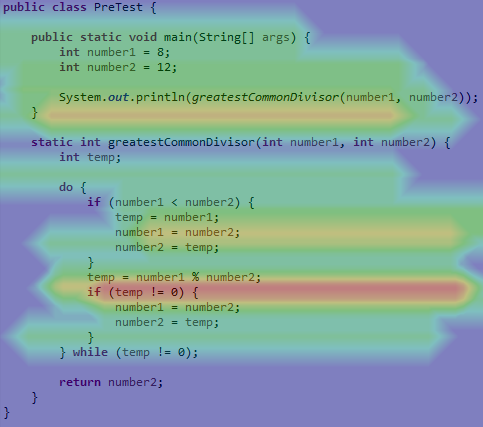 public class PreTest {
public static void main(String[] args) {
int number1 = 8;
int number2 = 12;
System.out.println(greatestCommonDivisor(number1, number2));
}
static int greatestCommonDivisor(int number1, int number2) {
int temp;
do {
if (number1 < number2) {
temp = number1;
number1 = number2;
number2 = temp;
}
temp = number1 % number2;
if (temp != 0) {
number1 = number2;
number2 = temp;
}
} while (temp != 0);
return number2;
}
}